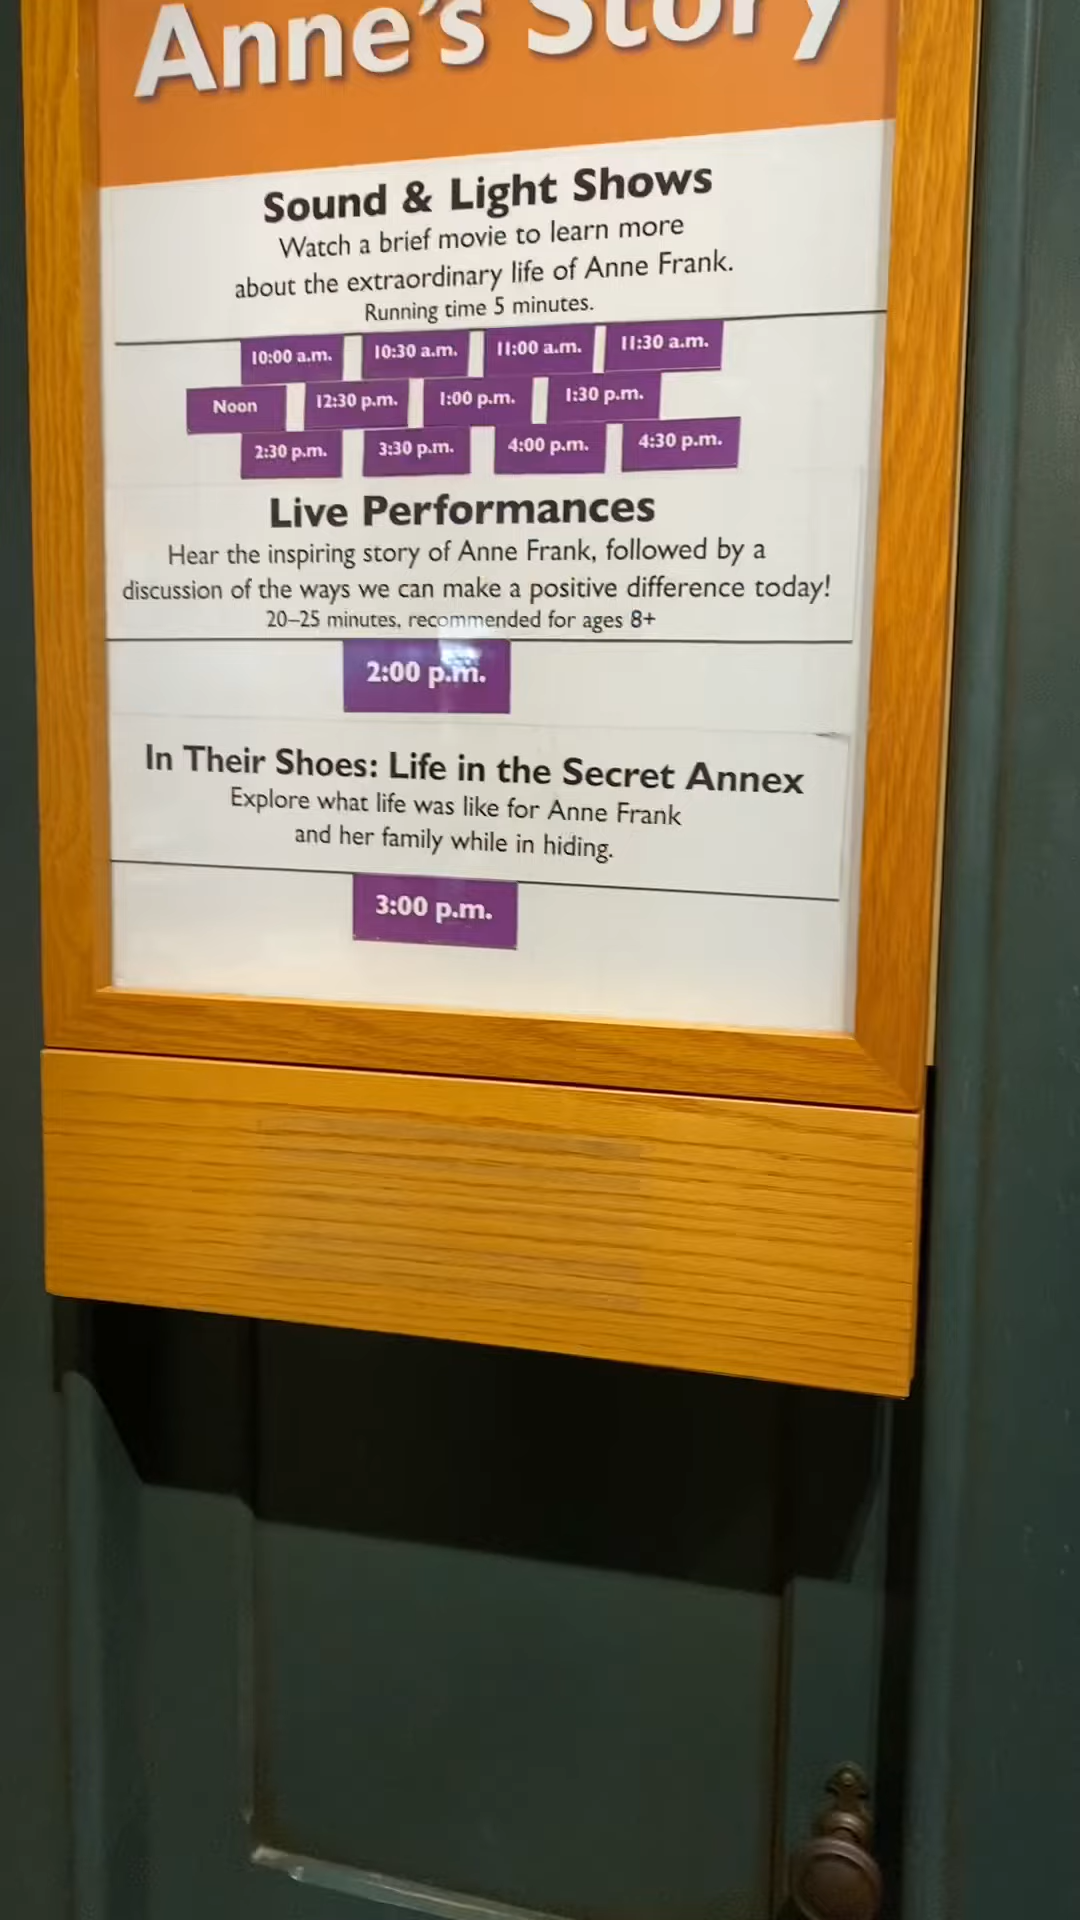 Anne's Story
Sound & Light Shows
Watch a brief movie to learn more
about the extraordinary life of Anne Frank.
Running time 5 minutes.
10:00 a.m. 10:30 a.m. 11:00 a.m. 11:30 a.m.
Noon 12:30 p.m. 1:00 p.m. 1:30 p.m.
2:30 p.m. 3:30 p.m. 4:00 p.m. 4:30 p.m.
Live Performances
Hear the inspiring story of Anne Frank, followed by a
discussion of the ways we can make a positive difference today!
20–25 minutes, recommended for ages 8+
2:00 p.m.
In Their Shoes: Life in the Secret Annex
Explore what life was like for Anne Frank
and her family while in hiding.
3:00 p.m.